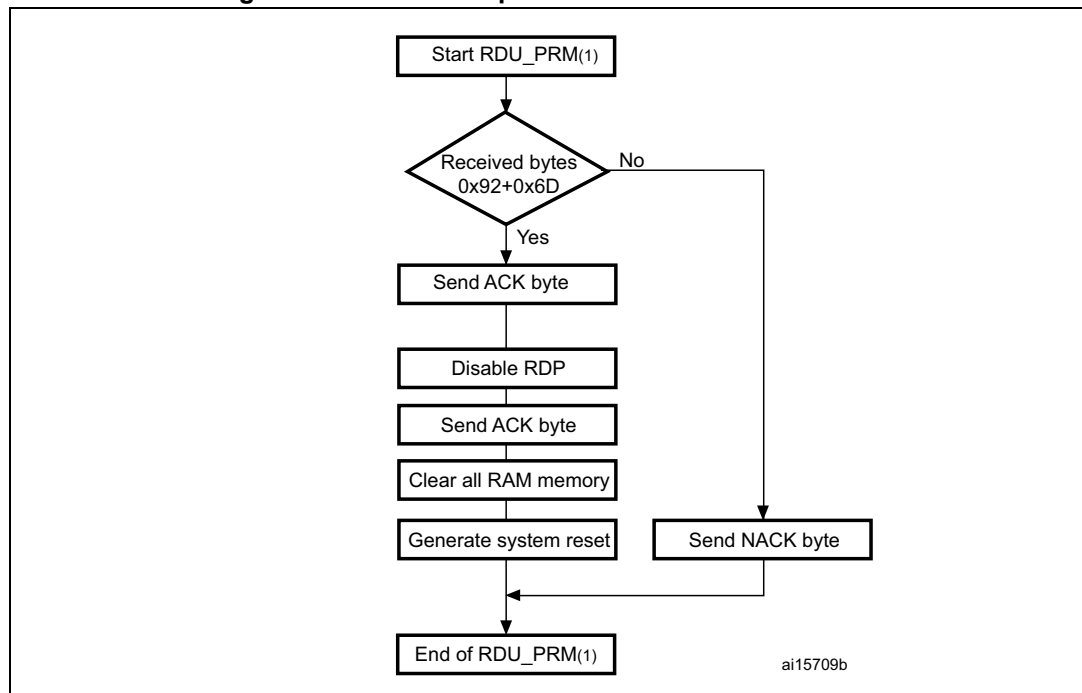 Start RDU_PRM(1)
Received bytes
0x92+0x6D
No
Yes
Send ACK byte
Disable RDP
Send ACK byte
Clear all RAM memory
Generate system reset
Send NACK byte
End of RDU_PRM(1)
ai15709b